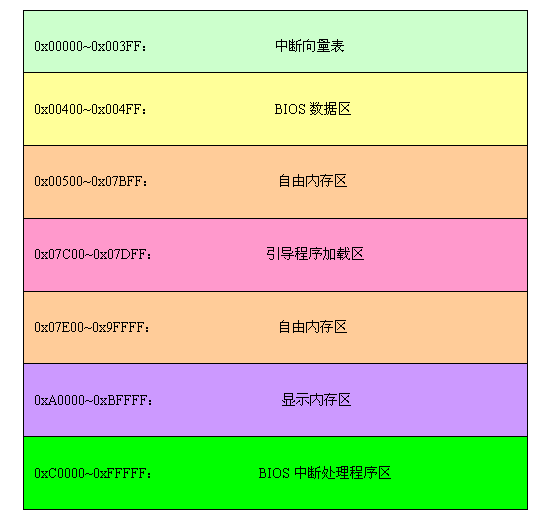 0x00000~0x003FF: 中断向量表
0x00400~0x004FF: BIOS 数据区
0x00500~0x07BFF: 自由内存区
0x07C00~0x07DFF: 引导程序加载区
0x07E00~0x9FFFF: 自由内存区
0xA0000~0xBFFFF: 显示内存区
0xC0000~0xFFFFF: BIOS 中断处理程序区